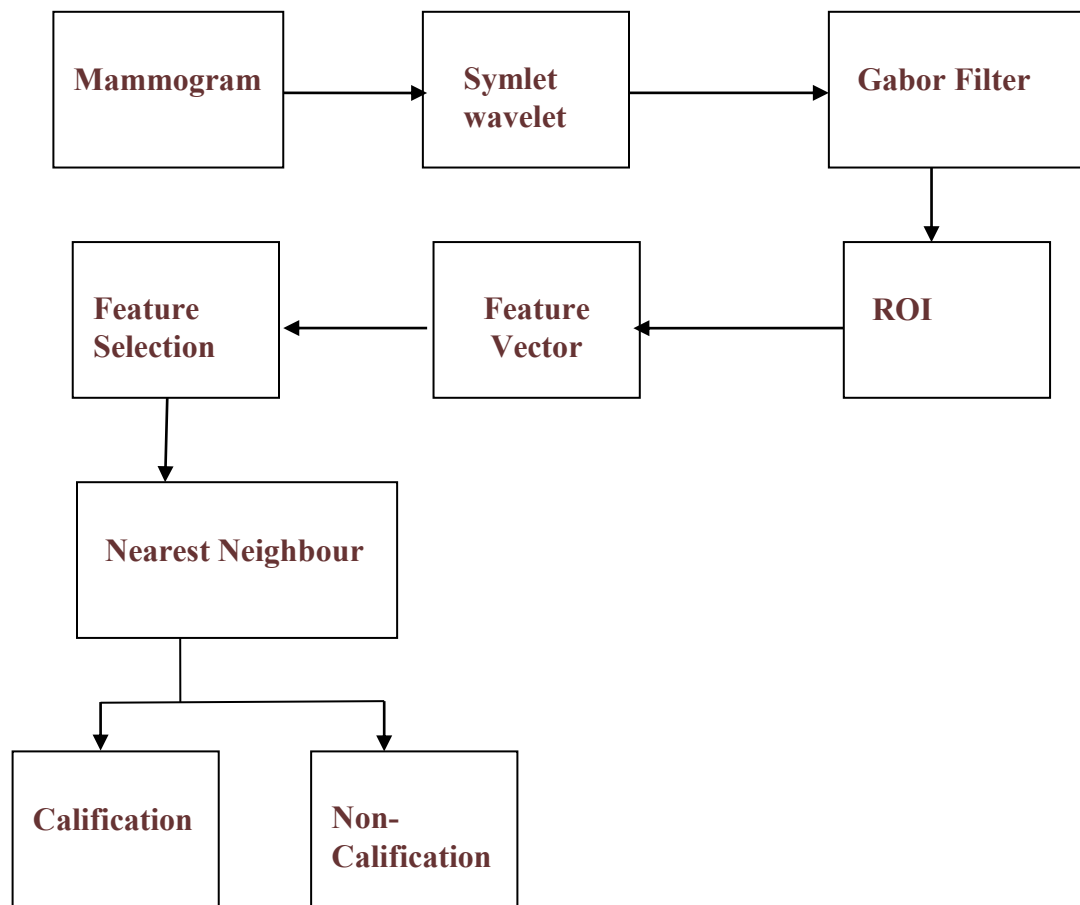 Mammogram
Symlet
wavelet
Gabor Filter
ROI
Feature
Vector
Feature
Selection
Nearest Neighbour
Calification
Non-
Calification